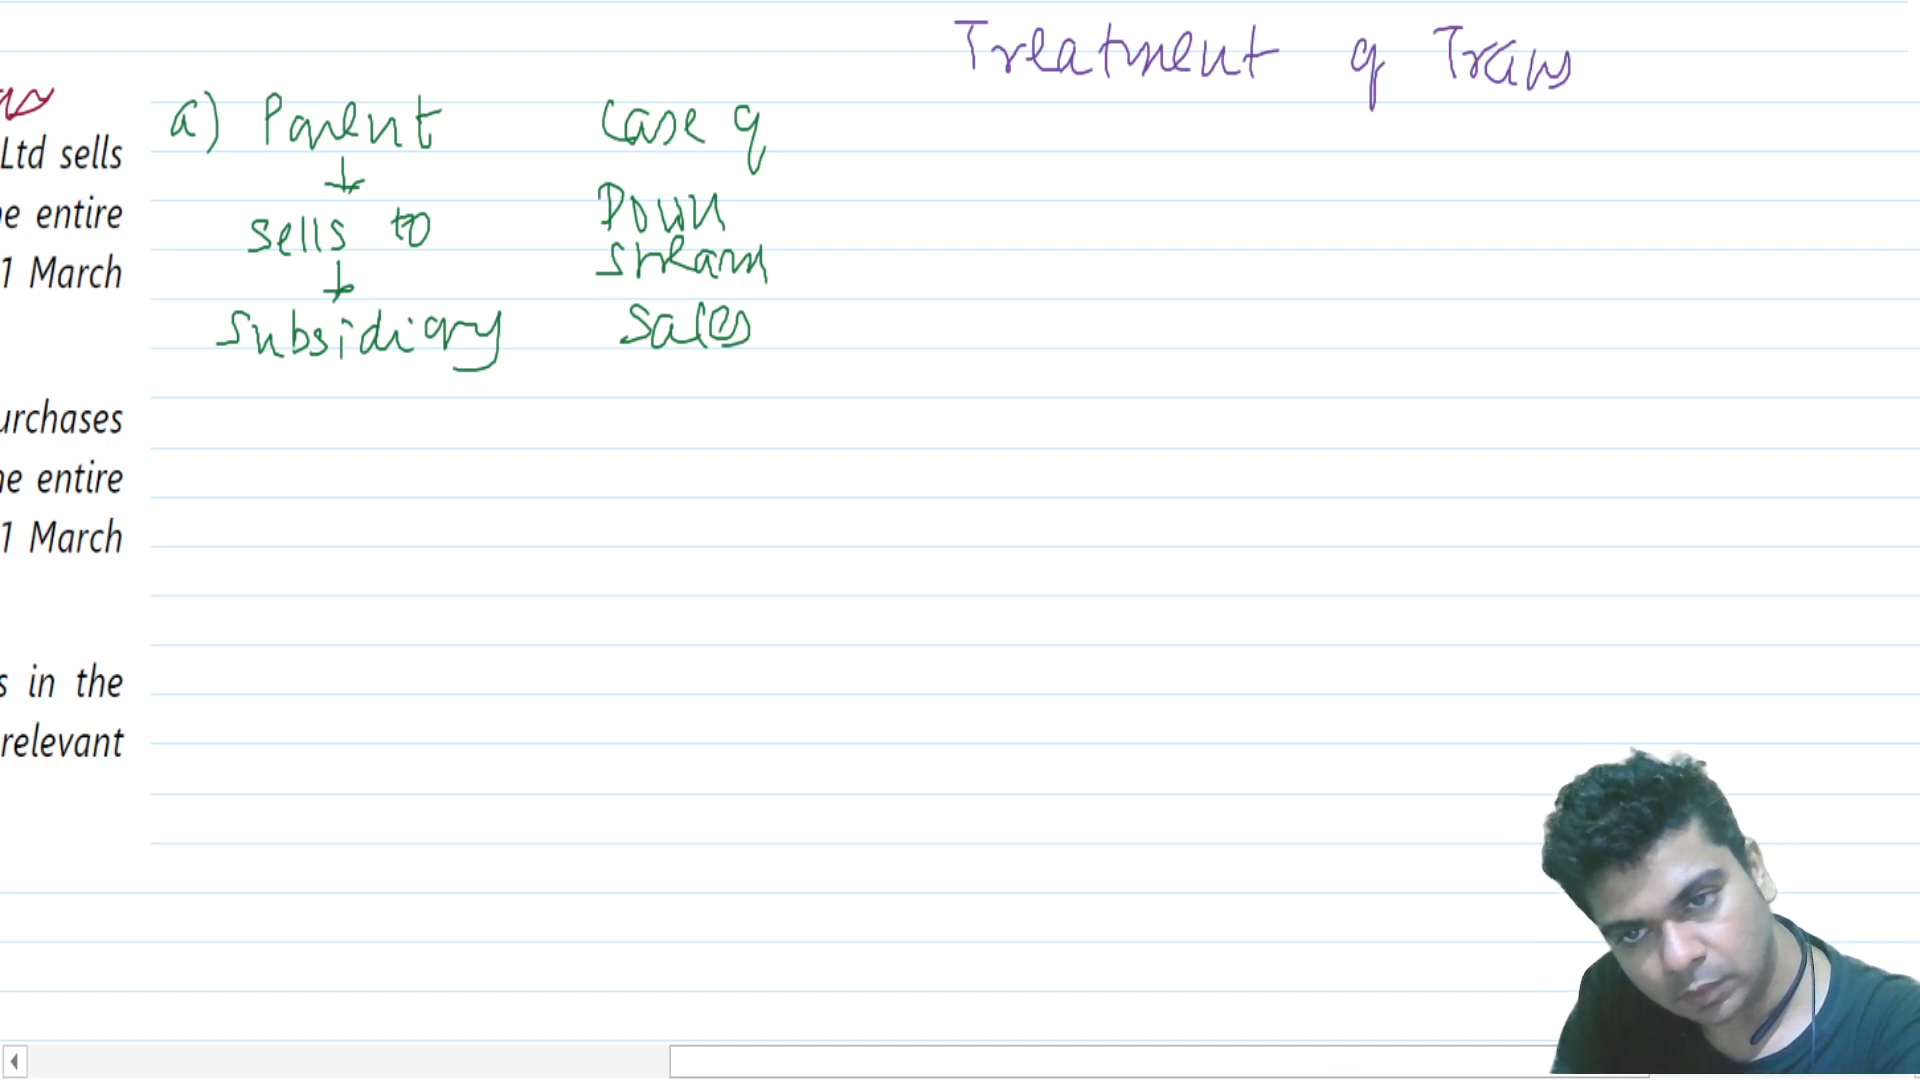 Treatment of Trans
Ltd sells
e entire
1 March
urchases
he entire
1 March
s in the
relevant
a) Parent
sells to
Subsidiary
Case of
Down
Stream
Sales